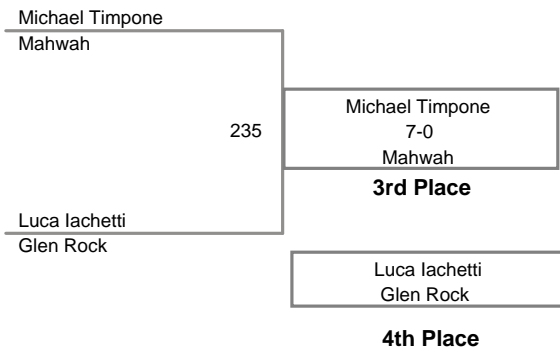 Michael Timpone
Mahwah
235
Michael Timpone
7-0
Mahwah
3rd Place
Luca Iachetti
Glen Rock
Luca Iachetti
Glen Rock
4th Place